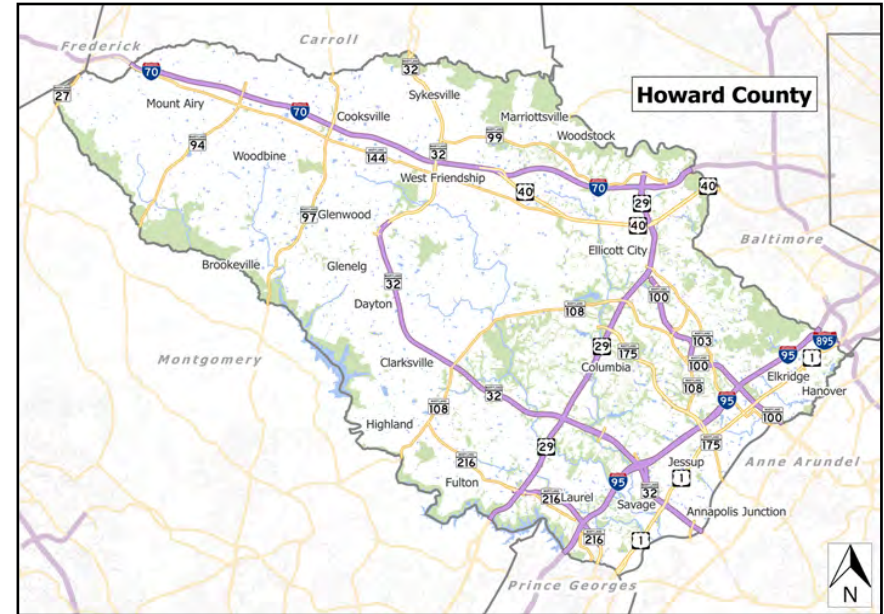 Carroll
Frederick
70
32
Howard County
27
Mount Airy
Sykesville
70
Cooksville
Marriottsville
MARYLAND
99
Woodstock
94
144
32
Woodbine
West Friendship
40
70
40
29
97
Glenwood
40
Baltimore
Ellicott City
Brookeville
Glenelg
32
100
Dayton
108
103
895
29
175
95
1
Montgomery
Clarksville
Columbia
100
Elkridge
32
108
Hanover
95
108
100
Highland
29
175
216
Jessup
Anne Arundel
Fulton
95
1
216
Laurel
32
Savage
Annapolis Junction
216
1
Prince Georges
N